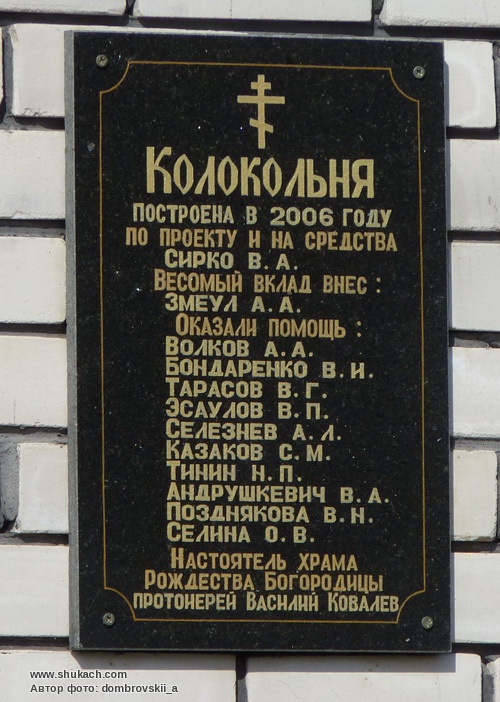 КОЛОКОЛЬНЯ
ПОСТРОЕНА В 2006 ГОДУ
ПО ПРОЕКТУ И НА СРЕДСТВА
СИРКО В.А.
ВЕСОМЫЙ ВКЛАД ВНЕС:
ЗМЕУЛ А.А.
ОКАЗАЛИ ПОМОЩЬ:
ВОЛКОВ А.А.
БОНДАРЕНКО В.И.
ТАРАСОВ В.Г.
ЭСАУЛОВ В.П.
СЕЛЕЗНЕВ А.Л.
КАЗАКОВ С.М.
ТИНИН Н.П.
АНДРУШКЕВИЧ В.А.
ПОЗДНЯКОВА В.Н.
СЕЛИНА О.В.
НАСТОЯТЕЛЬ ХРАМА
РОЖДЕСТВА БОГОРОДИЦЫ
ПРОТОИЕРЕЙ ВАСИЛИЙ КОВАЛЕВ
www.shukach.com
Автор фото: dombrovskii_a